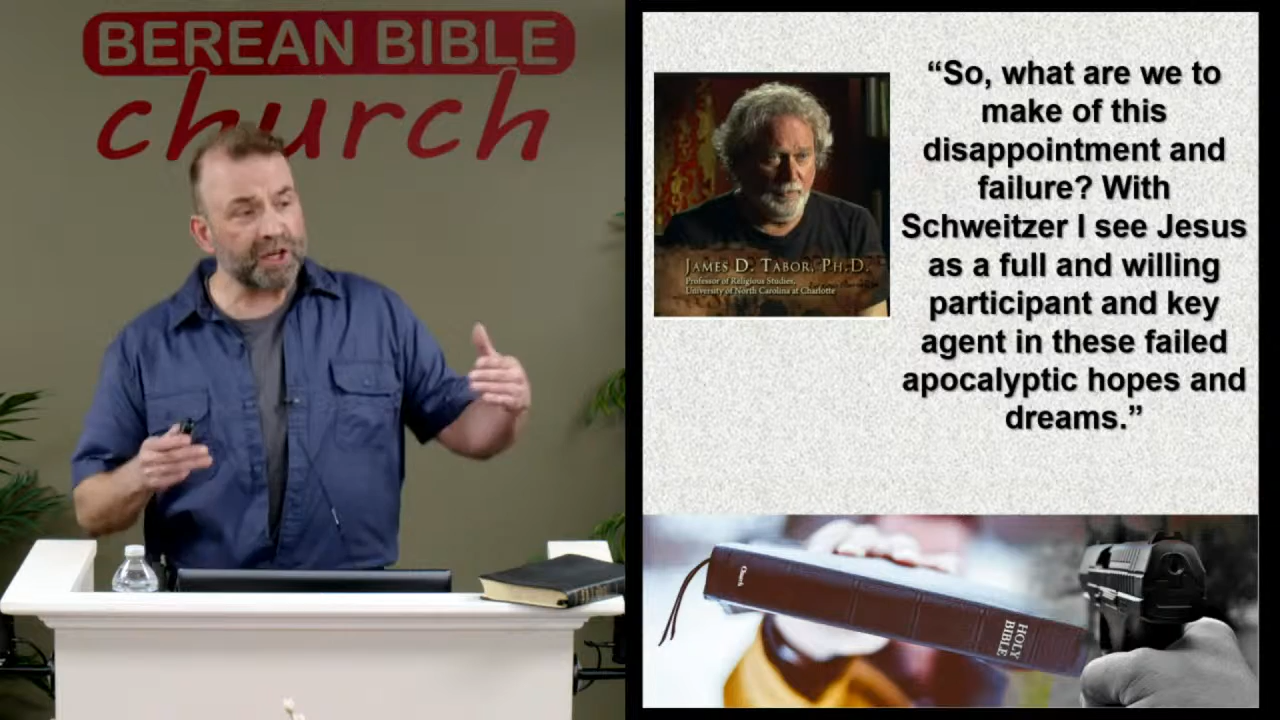 BEREAN BIBLE
church
“So, what are we to
make of this
disappointment and
failure? With
Schweitzer I see Jesus
as a full and willing
participant and key
agent in these failed
apocalyptic hopes and
dreams.”
JAMES D. TABOR, PH.D.
Professor of Religious Studies,
University of North Carolina at Charlotte
Church
HOLY
BIBLE